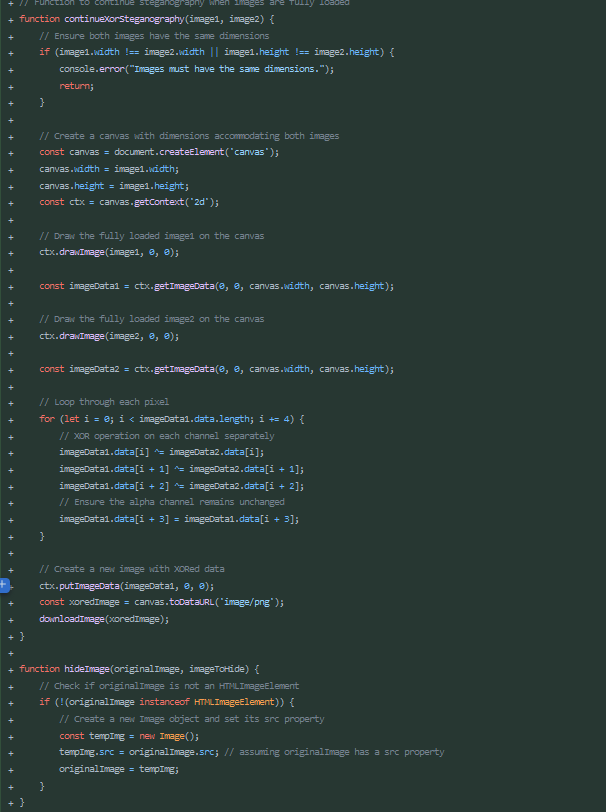 + // Function to continue steganography when images are fully loaded
+ function continueXorSteganography(image1, image2) {
+     // Ensure both images have the same dimensions
+     if (image1.width !== image2.width || image1.height !== image2.height) {
+         console.error("Images must have the same dimensions.");
+         return;
+     }
+
+     // Create a canvas with dimensions accommodating both images
+     const canvas = document.createElement('canvas');
+     canvas.width = image1.width;
+     canvas.height = image1.height;
+     const ctx = canvas.getContext('2d');
+
+     // Draw the fully loaded image1 on the canvas
+     ctx.drawImage(image1, 0, 0);
+
+     const imageData1 = ctx.getImageData(0, 0, canvas.width, canvas.height);
+
+     // Draw the fully loaded image2 on the canvas
+     ctx.drawImage(image2, 0, 0);
+
+     const imageData2 = ctx.getImageData(0, 0, canvas.width, canvas.height);
+
+     // Loop through each pixel
+     for (let i = 0; i < imageData1.data.length; i += 4) {
+         // XOR operation on each channel separately
+         imageData1.data[i] ^= imageData2.data[i];
+         imageData1.data[i + 1] ^= imageData2.data[i + 1];
+         imageData1.data[i + 2] ^= imageData2.data[i + 2];
+         // Ensure the alpha channel remains unchanged
+         imageData1.data[i + 3] = imageData1.data[i + 3];
+     }
+
+     // Create a new image with XORed data
+     ctx.putImageData(imageData1, 0, 0);
+     const xoredImage = canvas.toDataURL('image/png');
+     downloadImage(xoredImage);
+ }
+
+ function hideImage(originalImage, imageToHide) {
+     // Check if originalImage is not an HTMLImageElement
+     if (!(originalImage instanceof HTMLImageElement)) {
+         // Create a new Image object and set its src property
+         const tempImg = new Image();
+         tempImg.src = originalImage.src; // assuming originalImage has a src property
+         originalImage = tempImg;
+     }
+ }